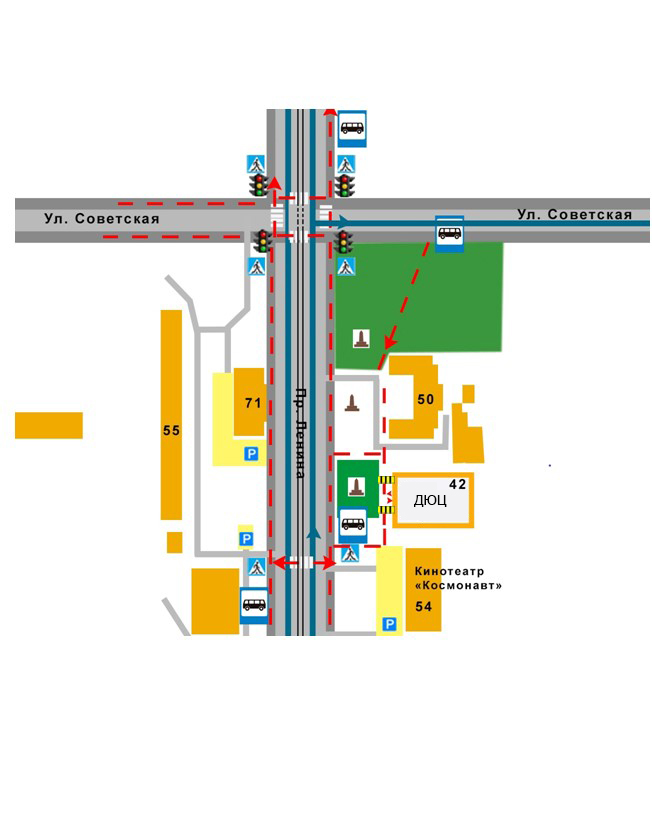 Ул. Советская
Ул. Советская
Пр. Ленина
71
50
55
P
42
ДЮЦ
P
Кинотеатр
«Космонавт»
54
P